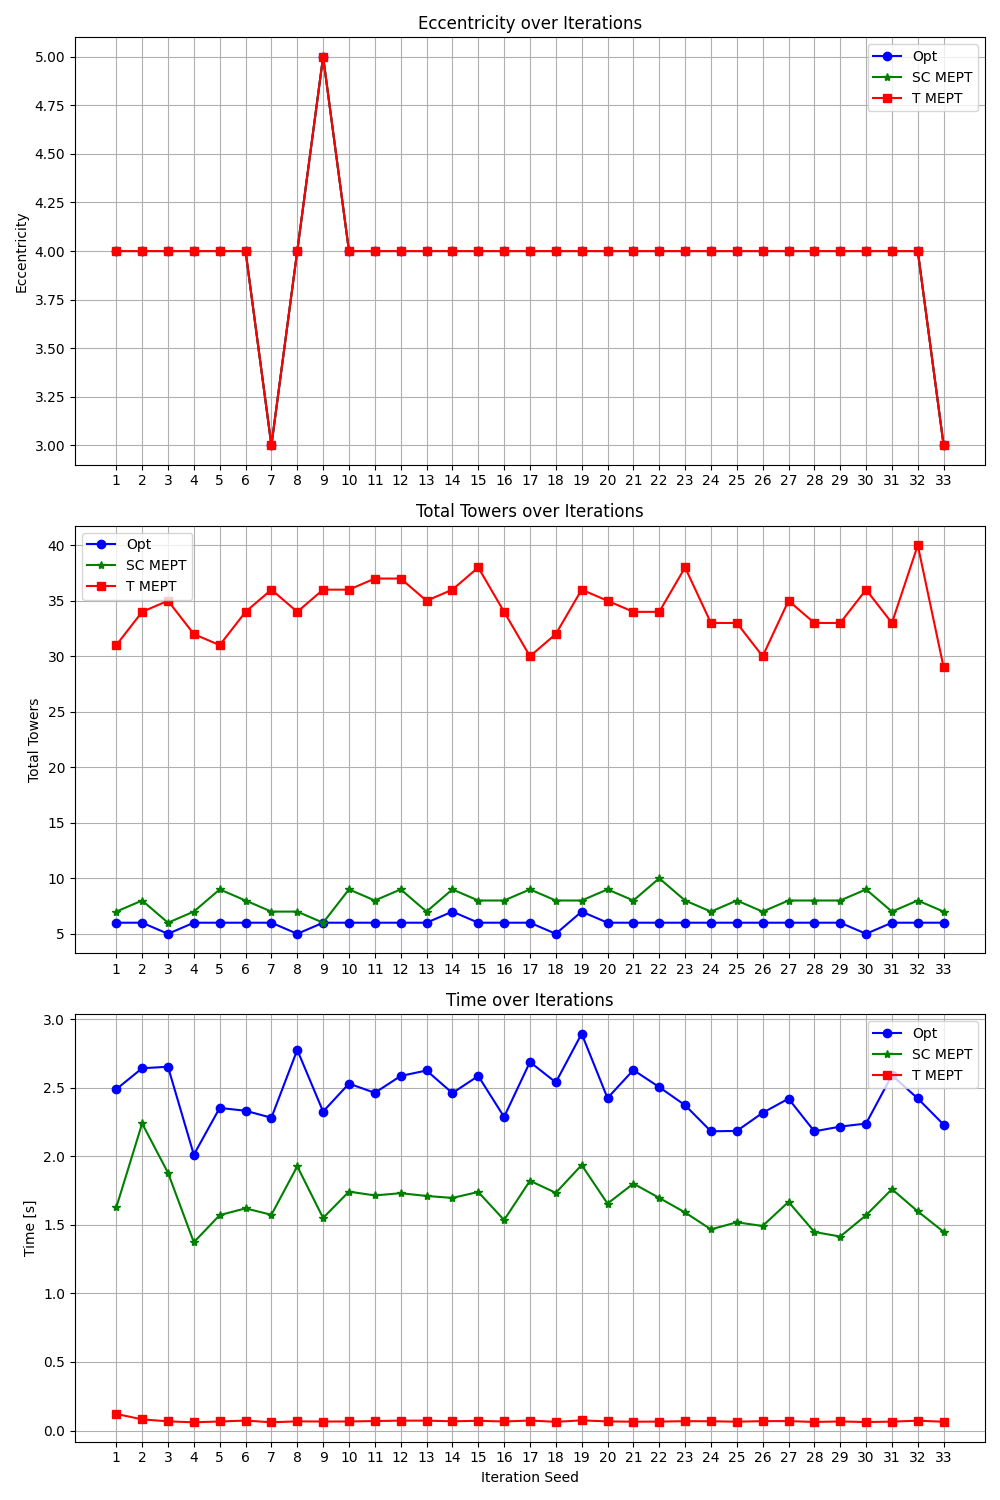 Eccentricity over Iterations
5.00
4.75
4.50
4.25
4.00
3.75
3.50
3.25
3.00
Eccentricity
Opt
SC MEPT
T MEPT
1 2 3 4 5 6 7 8 9 10 11 12 13 14 15 16 17 18 19 20 21 22 23 24 25 26 27 28 29 30 31 32 33
Total Towers over Iterations
40
35
30
25
20
15
10
5
Total Towers
Opt
SC MEPT
T MEPT
1 2 3 4 5 6 7 8 9 10 11 12 13 14 15 16 17 18 19 20 21 22 23 24 25 26 27 28 29 30 31 32 33
Time over Iterations
3.0
2.5
2.0
1.5
1.0
0.5
0.0
Time [s]
Opt
SC MEPT
T MEPT
1 2 3 4 5 6 7 8 9 10 11 12 13 14 15 16 17 18 19 20 21 22 23 24 25 26 27 28 29 30 31 32 33
Iteration Seed